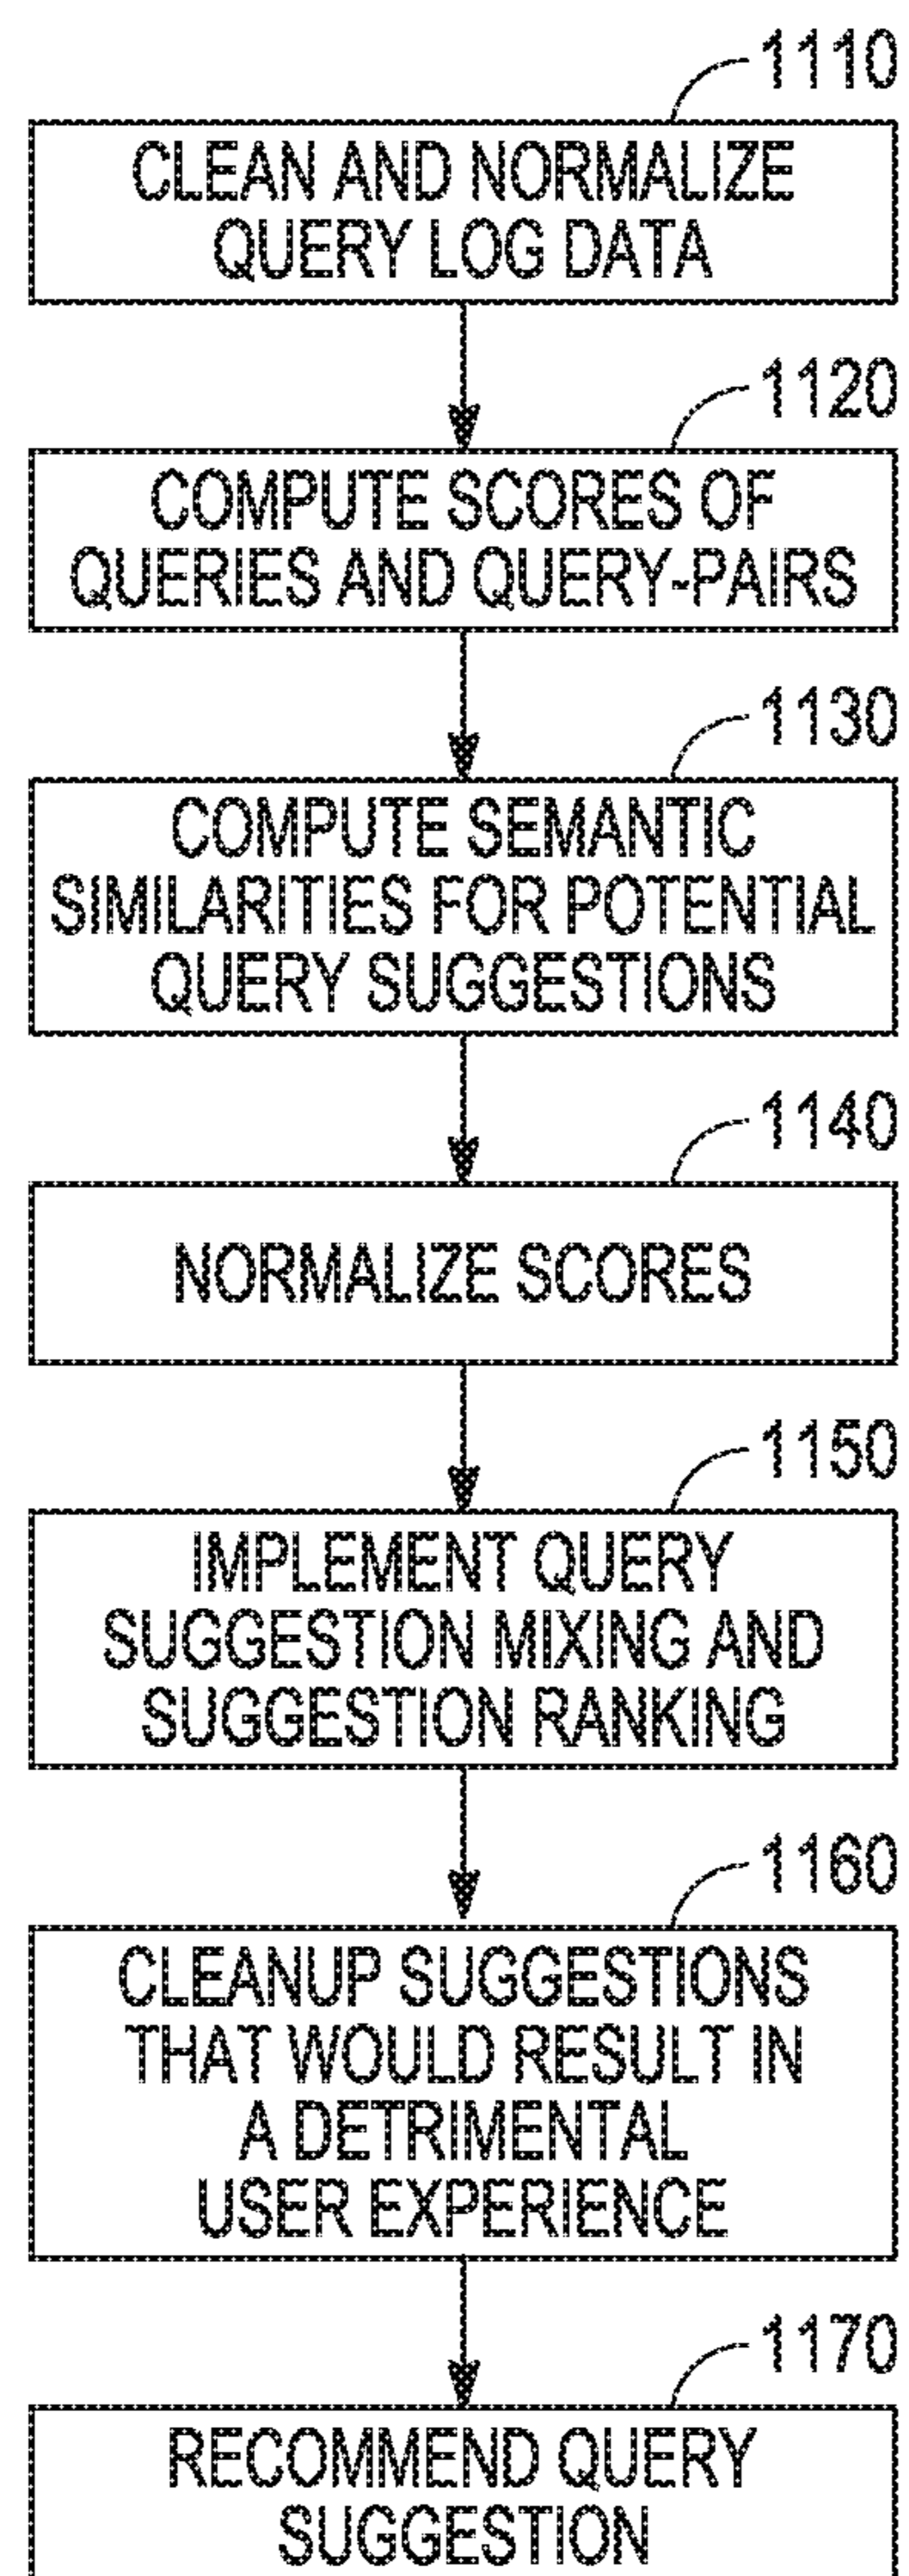 1110
CLEAN AND NORMALIZE
QUERY LOG DATA
1120
COMPUTE SCORES OF
QUERIES AND QUERY-PAIRS
1130
COMPUTE SEMANTIC
SIMILARITIES FOR POTENTIAL
QUERY SUGGESTIONS
1140
NORMALIZE SCORES
1150
IMPLEMENT QUERY
SUGGESTION MIXING AND
SUGGESTION RANKING
1160
CLEANUP SUGGESTIONS
THAT WOULD RESULT IN
A DETRIMENTAL
USER EXPERIENCE
1170
RECOMMEND QUERY
SUGGESTION